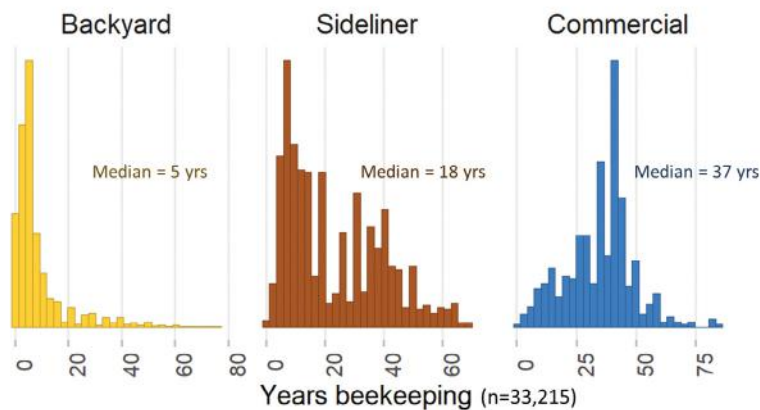 Backyard Sideliner Commercial
Median = 5 yrs Median = 18 yrs Median = 37 yrs
0 20 40 60 80 0 20 40 60 0 25 50 75
Years beekeeping (n=33,215)